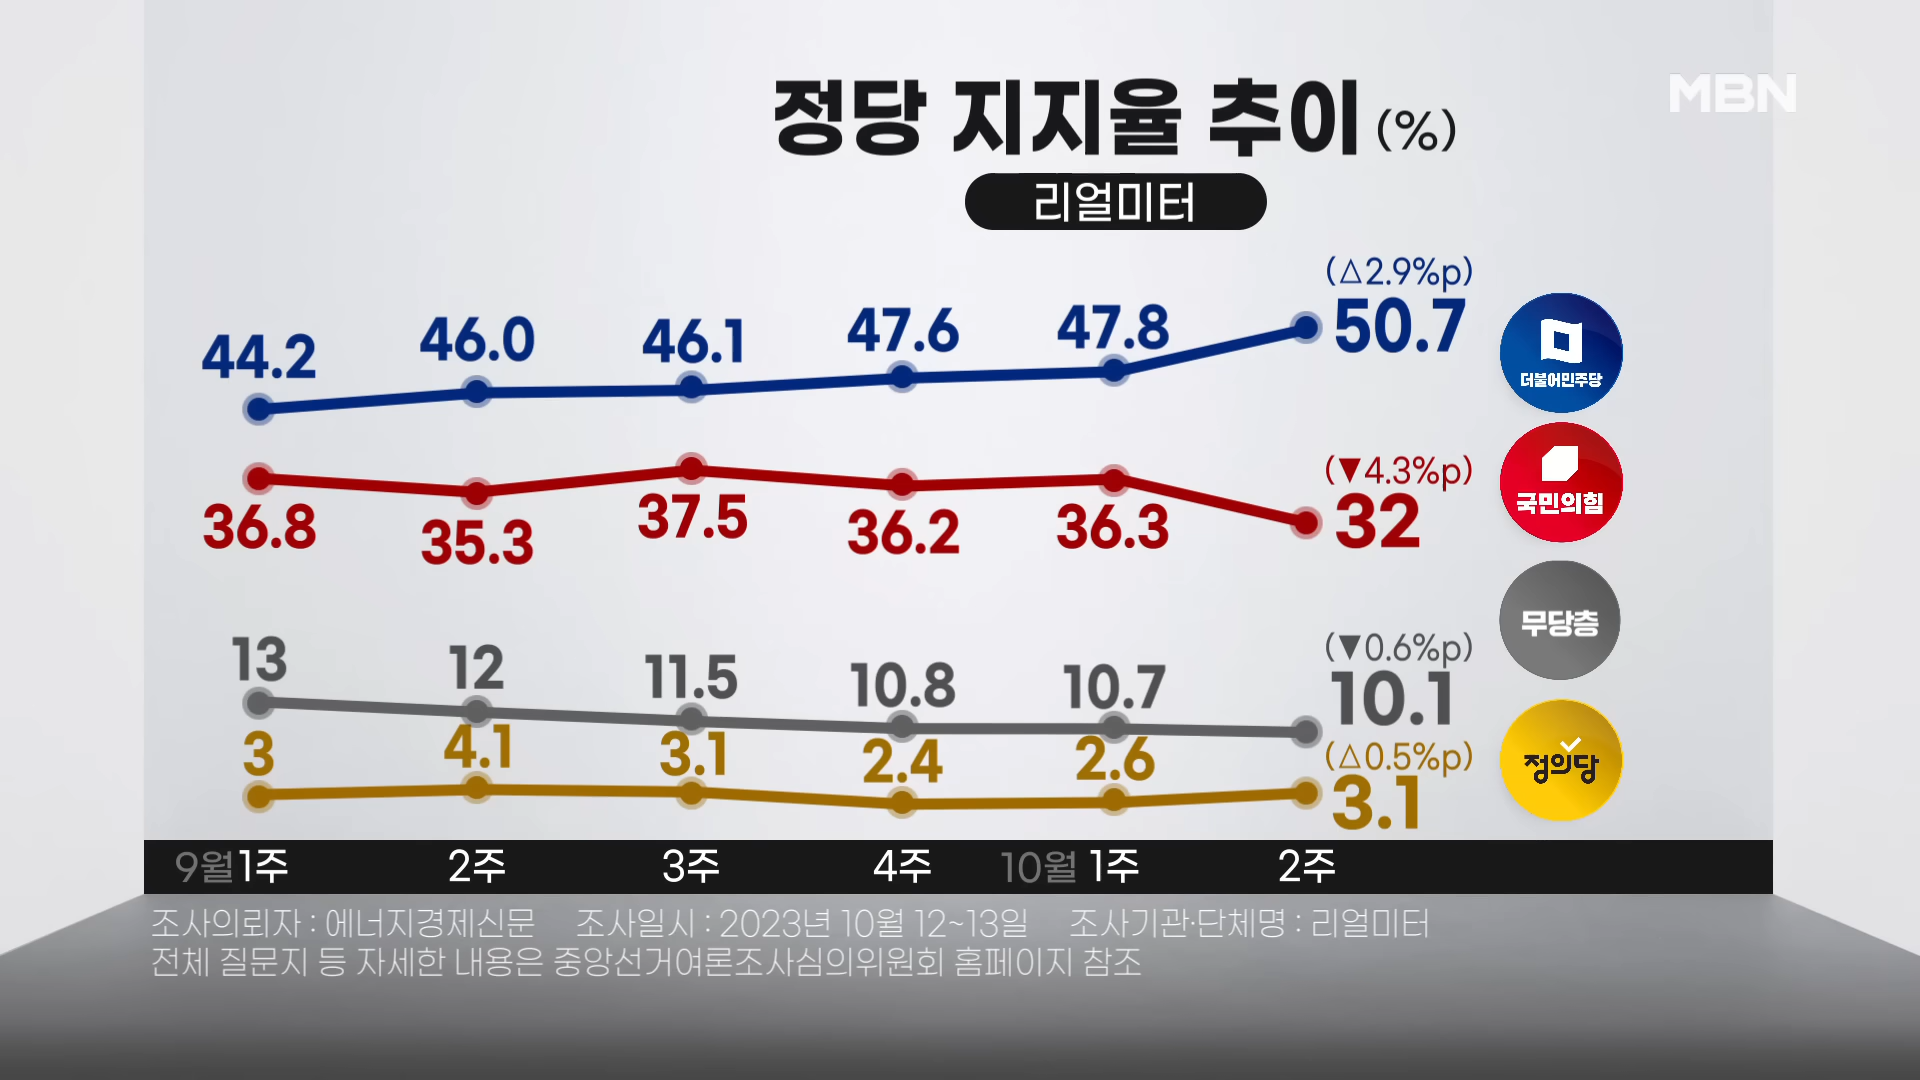 정당 지지율 추이 (%)
MBN
리얼미터
(△2.9%p)
44.2 46.0 46.1 47.6 47.8 50.7
더불어민주당
(▼4.3%p)
36.8 35.3 37.5 36.2 36.3 32
국민의힘
(▼0.6%p)
13 12 11.5 10.8 10.7 10.1
무당층
(△0.5%p)
3 4.1 3.1 2.4 2.6 3.1
정의당
9월 1주 2주 3주 4주 10월 1주 2주
조사의뢰자 : 에너지경제신문 조사일시 : 2023년 10월 12~13일 조사기관·단체명 : 리얼미터
전체 질문지 등 자세한 내용은 중앙선거여론조사심의위원회 홈페이지 참조